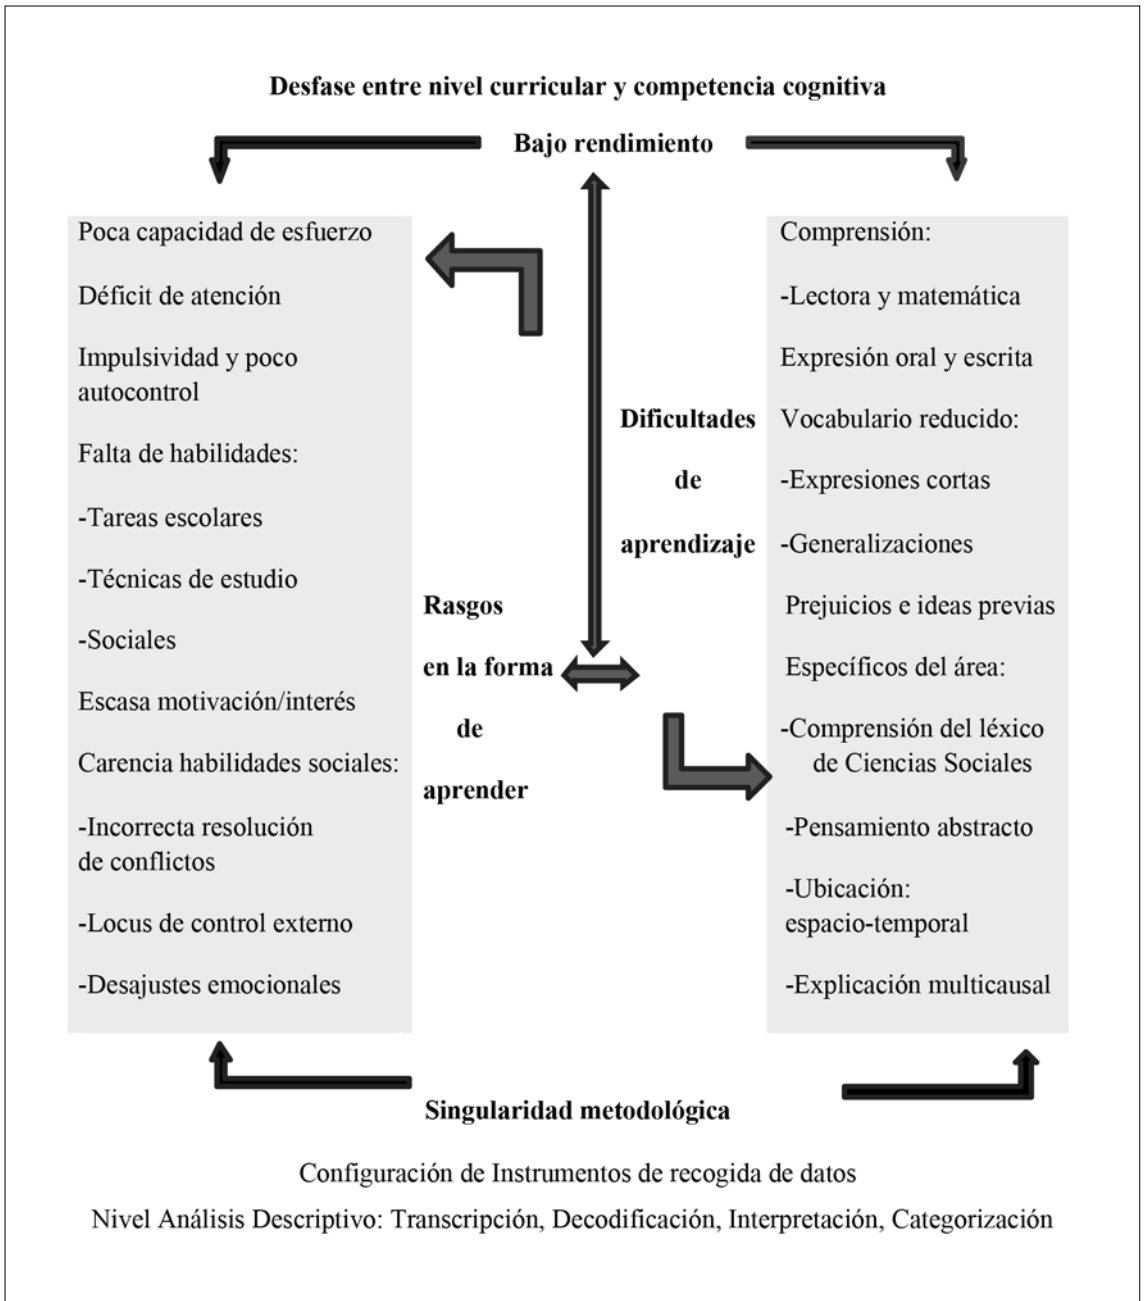 Desfase entre nivel curricular y competencia cognitiva
Bajo rendimiento
Poca capacidad de esfuerzo
Déficit de atención
Impulsividad y poco
autocontrol
Falta de habilidades:
-Tareas escolares
-Técnicas de estudio
-Sociales
Escasa motivación/interés
Carencia habilidades sociales:
-Incorrecta resolución
de conflictos
-Locus de control externo
-Desajustes emocionales
Rasgos
en la forma
de
aprender
Dificultades
de
aprendizaje
Comprensión:
-Lectora y matemática
Expresión oral y escrita
Vocabulario reducido:
-Expresiones cortas
-Generalizaciones
Prejuicios e ideas previas
Específicos del área:
-Comprensión del léxico
de Ciencias Sociales
-Pensamiento abstracto
-Ubicación:
espacio-temporal
-Explicación multicausal
Singularidad metodológica
Configuración de Instrumentos de recogida de datos
Nivel Análisis Descriptivo: Transcripción, Decodificación, Interpretación, Categorización